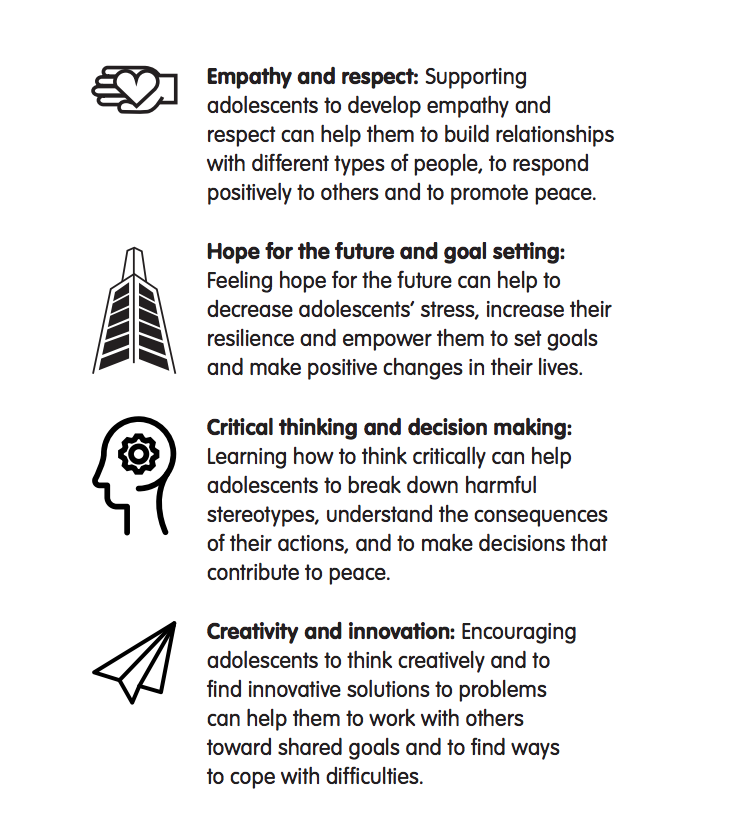 Empathy and respect: Supporting
adolescents to develop empathy and
respect can help them to build relationships
with different types of people, to respond
positively to others and to promote peace.
Hope for the future and goal setting:
Feeling hope for the future can help to
decrease adolescents’ stress, increase their
resilience and empower them to set goals
and make positive changes in their lives.
Critical thinking and decision making:
Learning how to think critically can help
adolescents to break down harmful
stereotypes, understand the consequences
of their actions, and to make decisions that
contribute to peace.
Creativity and innovation: Encouraging
adolescents to think creatively and to
find innovative solutions to problems
can help them to work with others
toward shared goals and to find ways
to cope with difficulties.